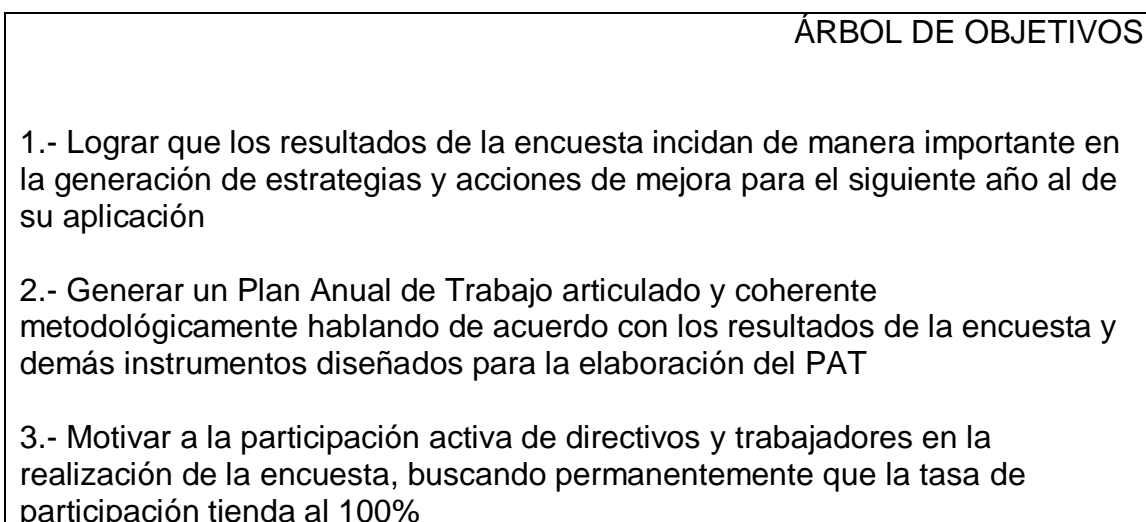 ÁRBOL DE OBJETIVOS
1.- Lograr que los resultados de la encuesta incidan de manera importante en
la generación de estrategias y acciones de mejora para el siguiente año al de
su aplicación
2.- Generar un Plan Anual de Trabajo articulado y coherente
metodológicamente hablando de acuerdo con los resultados de la encuesta y
demás instrumentos diseñados para la elaboración del PAT
3.- Motivar a la participación activa de directivos y trabajadores en la
realización de la encuesta, buscando permanentemente que la tasa de
participación tienda al 100%